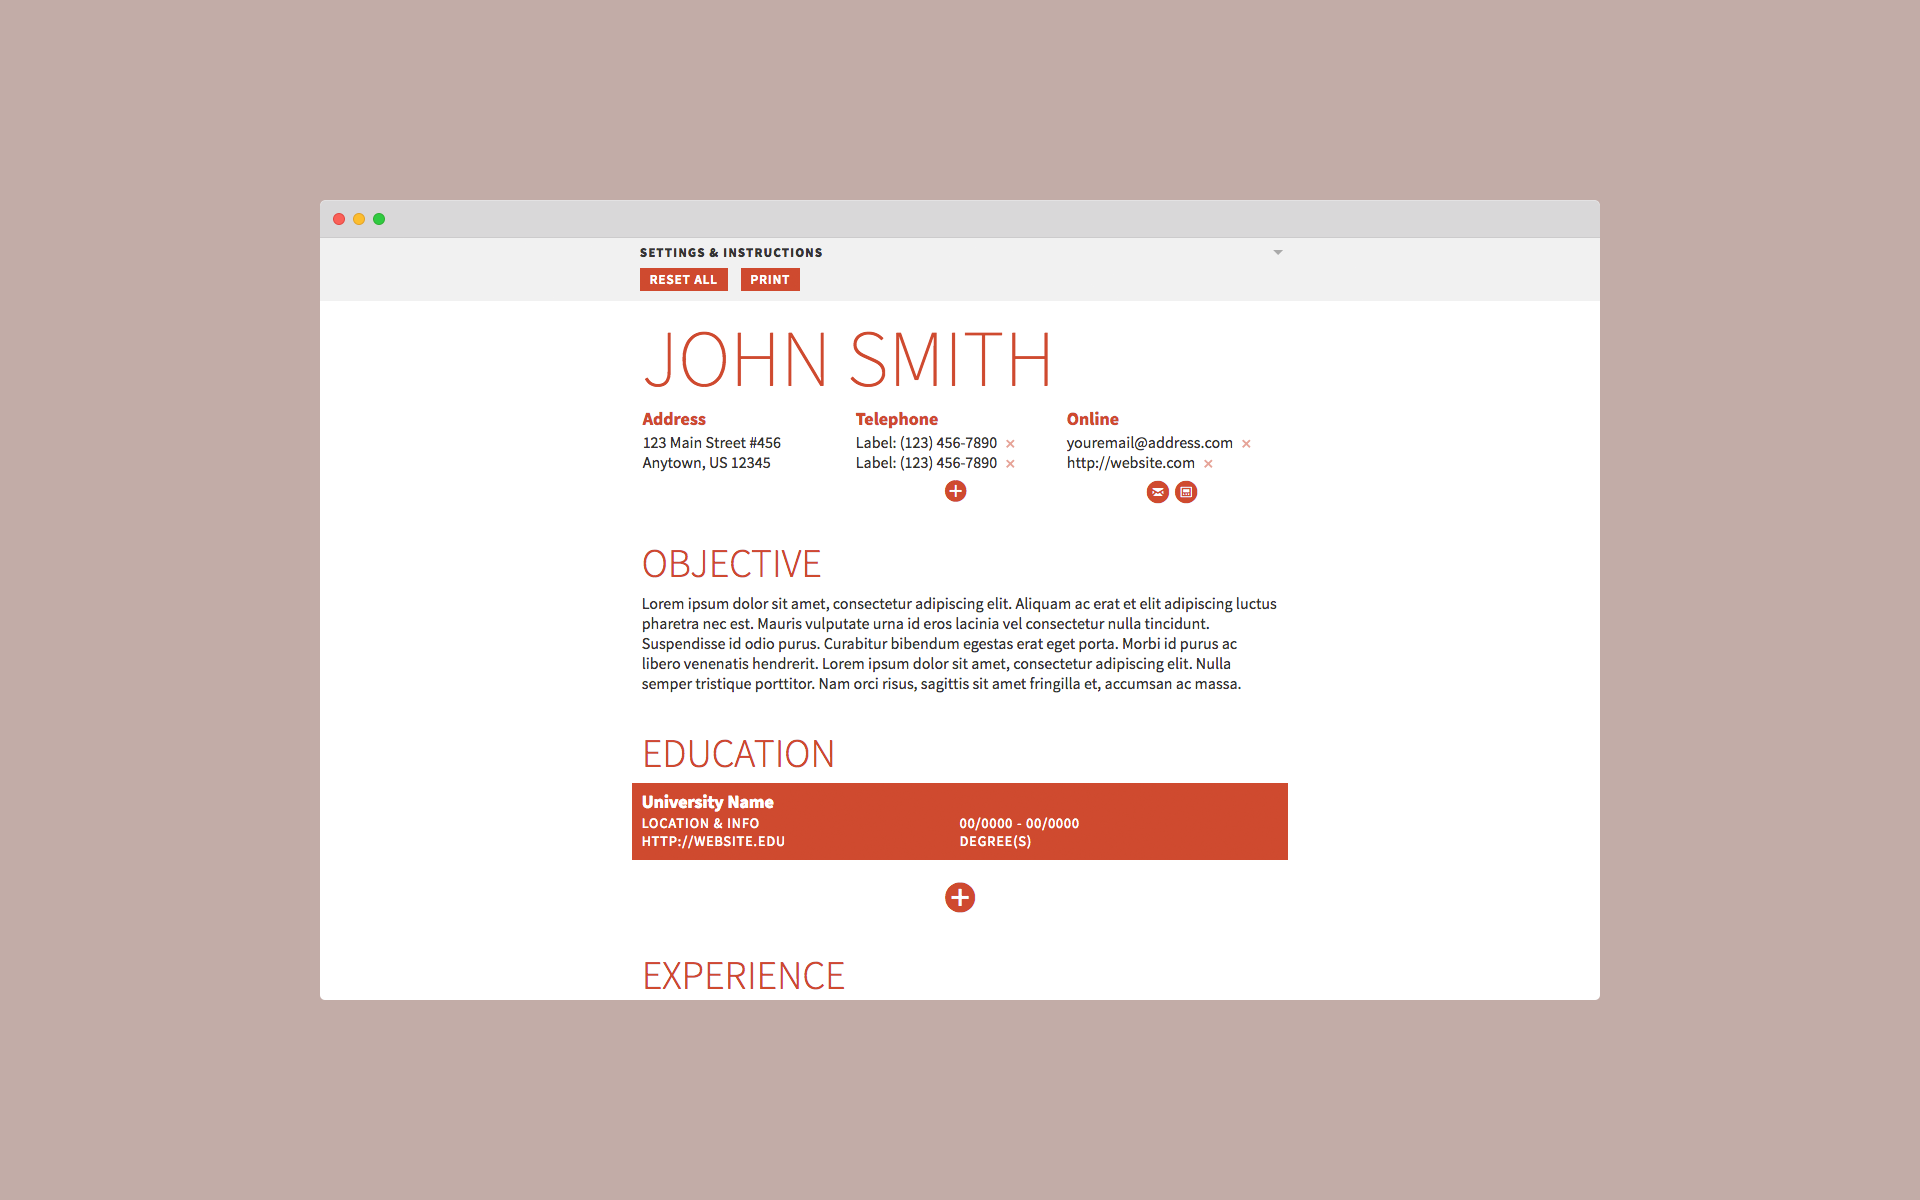 SETTINGS & INSTRUCTIONS
RESET ALL PRINT
JOHN SMITH
Address
123 Main Street #456
Anytown, US 12345
Telephone
Label: (123) 456-7890 ×
Label: (123) 456-7890 ×
Online
youremail@address.com ×
http://website.com ×
OBJECTIVE
Lorem ipsum dolor sit amet, consectetur adipiscing elit. Aliquam ac erat et elit adipiscing luctus
pharetra nec est. Mauris vulputate urna id eros lacinia vel consectetur nulla tincidunt.
Suspendisse id odio purus. Curabitur bibendum egestas erat eget porta. Morbi id purus ac
libero venenatis hendrerit. Lorem ipsum dolor sit amet, consectetur adipiscing elit. Nulla
semper tristique porttitor. Nam orci risus, sagittis sit amet fringilla et, accumsan ac massa.
EDUCATION
University Name
LOCATION & INFO 00/0000 - 00/0000
HTTP://WEBSITE.EDU DEGREE(S)
EXPERIENCE